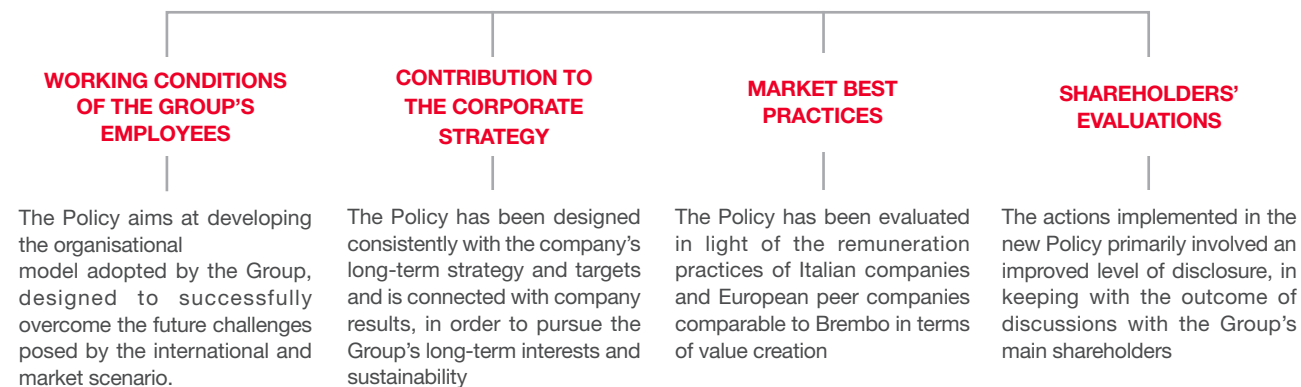 WORKING CONDITIONS
OF THE GROUP'S
EMPLOYEES
The Policy aims at developing
the organisational
model adopted by the Group,
designed to successfully
overcome the future challenges
posed by the international and
market scenario.
CONTRIBUTION TO
THE CORPORATE
STRATEGY
The Policy has been designed
consistently with the company's
long-term strategy and targets
and is connected with company
results, in order to pursue the
Group's long-term interests and
sustainability
MARKET BEST
PRACTICES
The Policy has been evaluated
in light of the remuneration
practices of Italian companies
and European peer companies
comparable to Brembo in terms
of value creation
SHAREHOLDERS'
EVALUATIONS
The actions implemented in the
new Policy primarily involved an
improved level of disclosure, in
keeping with the outcome of
discussions with the Group's
main shareholders